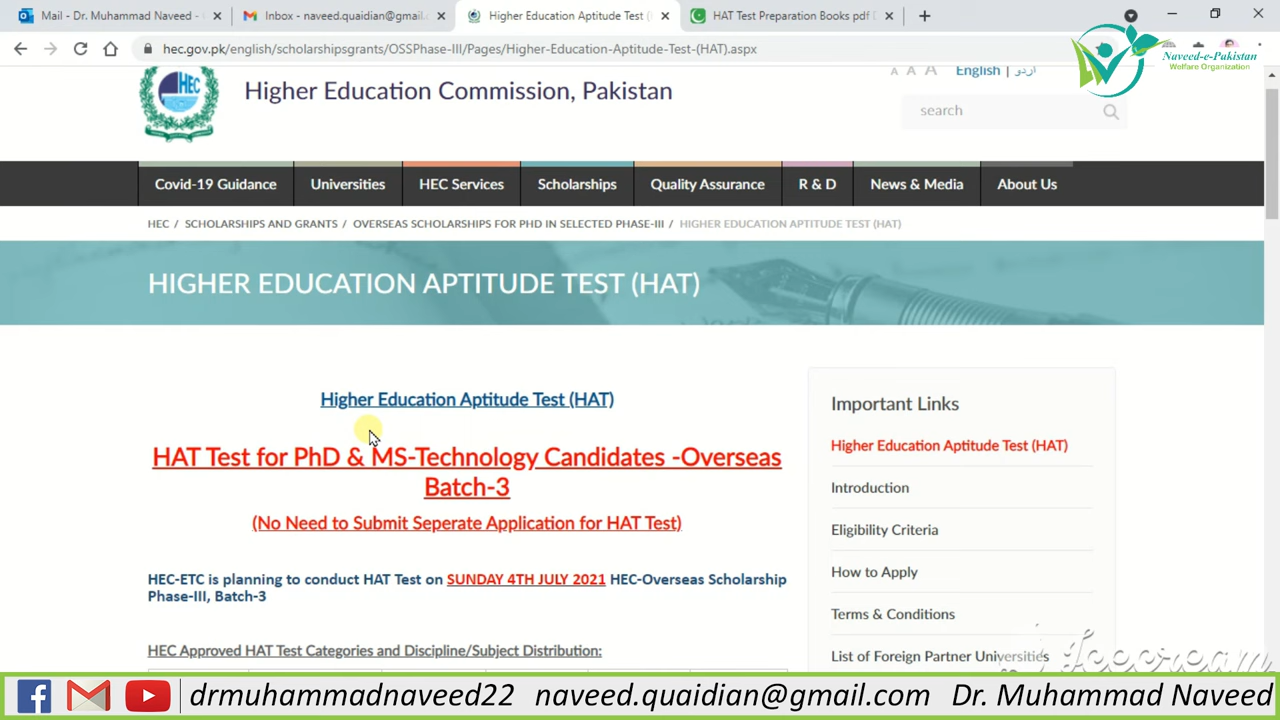 Mail - Dr. Muhammad Naveed -
Inbox - naveed.quaidian@gmail.c
Higher Education Aptitude Test (
HAT Test Preparation Books pdf D
hec.gov.pk/english/scholarshipsgrants/OSSPhase-III/Pages/Higher-Education-Aptitude-Test-(HAT).aspx
Naveed-e-Pakistan
Welfare Organization
HEC
Higher Education Commission, Pakistan
A A A English | اردو
search
Covid-19 Guidance
Universities
HEC Services
Scholarships
Quality Assurance
R & D
News & Media
About Us
HEC / SCHOLARSHIPS AND GRANTS / OVERSEAS SCHOLARSHIPS FOR PHD IN SELECTED PHASE-III / HIGHER EDUCATION APTITUDE TEST (HAT)
HIGHER EDUCATION APTITUDE TEST (HAT)
Higher Education Aptitude Test (HAT)
HAT Test for PhD & MS-Technology Candidates -Overseas
Batch-3
(No Need to Submit Seperate Application for HAT Test)
HEC-ETC is planning to conduct HAT Test on SUNDAY 4TH JULY 2021 HEC-Overseas Scholarship
Phase-III, Batch-3
HEC Approved HAT Test Categories and Discipline/Subject Distribution:
Important Links
Higher Education Aptitude Test (HAT)
Introduction
Eligibility Criteria
How to Apply
Terms & Conditions
List of Foreign Partner Universities
Icecream
drmuhammadnaveed22 naveed.quaidian@gmail.com Dr. Muhammad Naveed